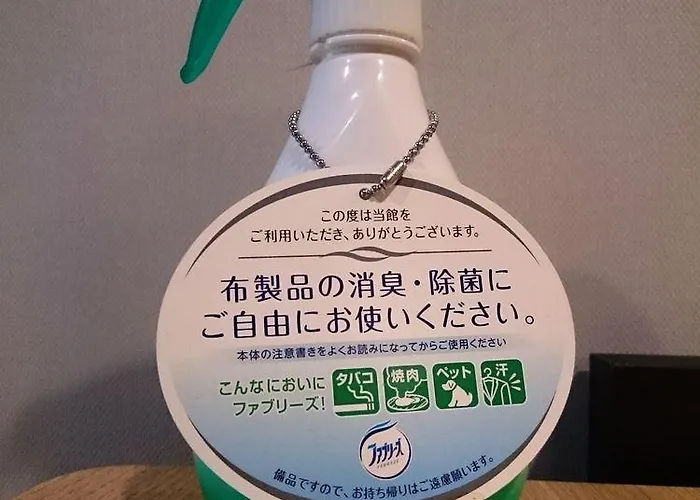 この度は当館を
ご利用いただき、ありがとうございます。
布製品の消臭・除菌に
ご自由にお使いください。
本体の注意書きをよくお読みになってからご使用ください
こんなにおいに
ファブリーズ!
タバコ
焼肉
ペット
汗
ファブリーズ
備品ですので、お持ち帰りはご遠慮願います。